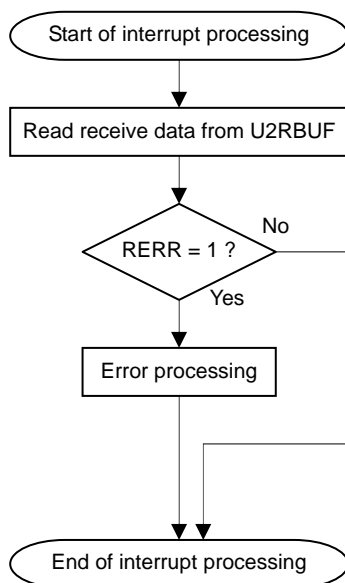 Start of interrupt processing
Read receive data from U2RBUF
RERR = 1 ?
No
Yes
Error processing
End of interrupt processing